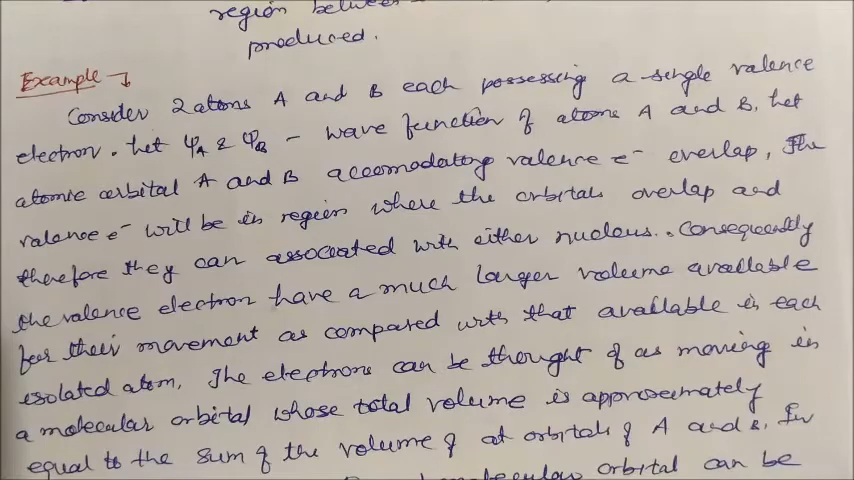 region between
produced.
Example →
Consider 2 atoms A and B each possessing a single valence
electron. Let ψA & ψB - wave function of atoms A and B. Let
atomic orbital A and B accomodating valence e- overlap, The
valence e- will be in region where the orbitals overlap and
therefore they can associated with either nucleus. Consequently
the valence electron have a much larger volume available
for their movement as compared with that available in each
isolated atom. The electrons can be thought of as moving in
a molecular orbital whose total volume is approximately
equal to the sum of the volume of at orbitals of A and B. In
molecular orbital can be